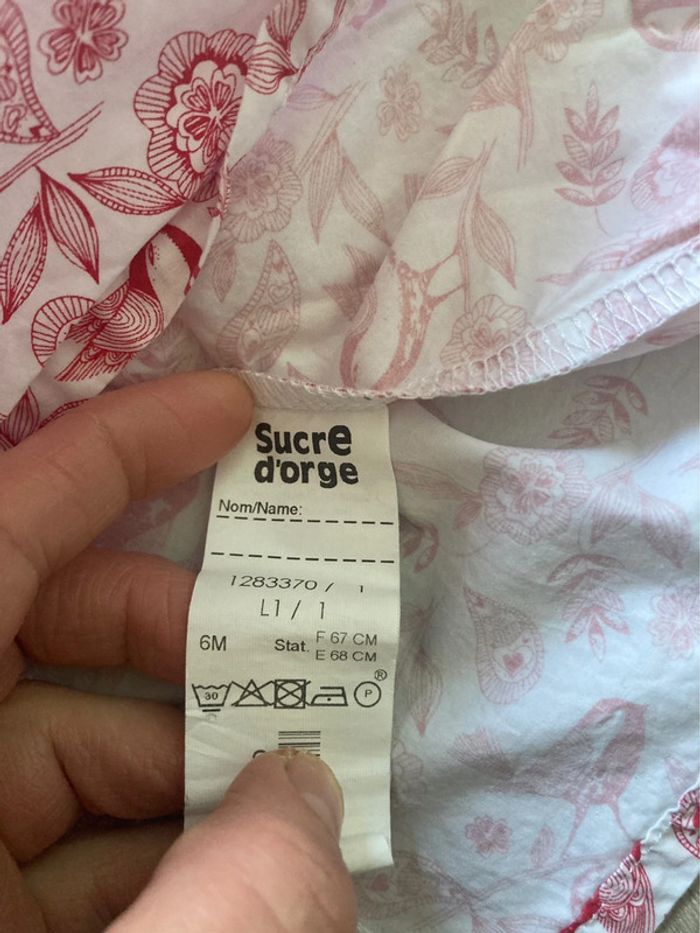 Sucre
d'orge
Nom/Name:
1283370 / 1
L1 / 1
6M Stat. F 67 CM
E 68 CM
30 P ®